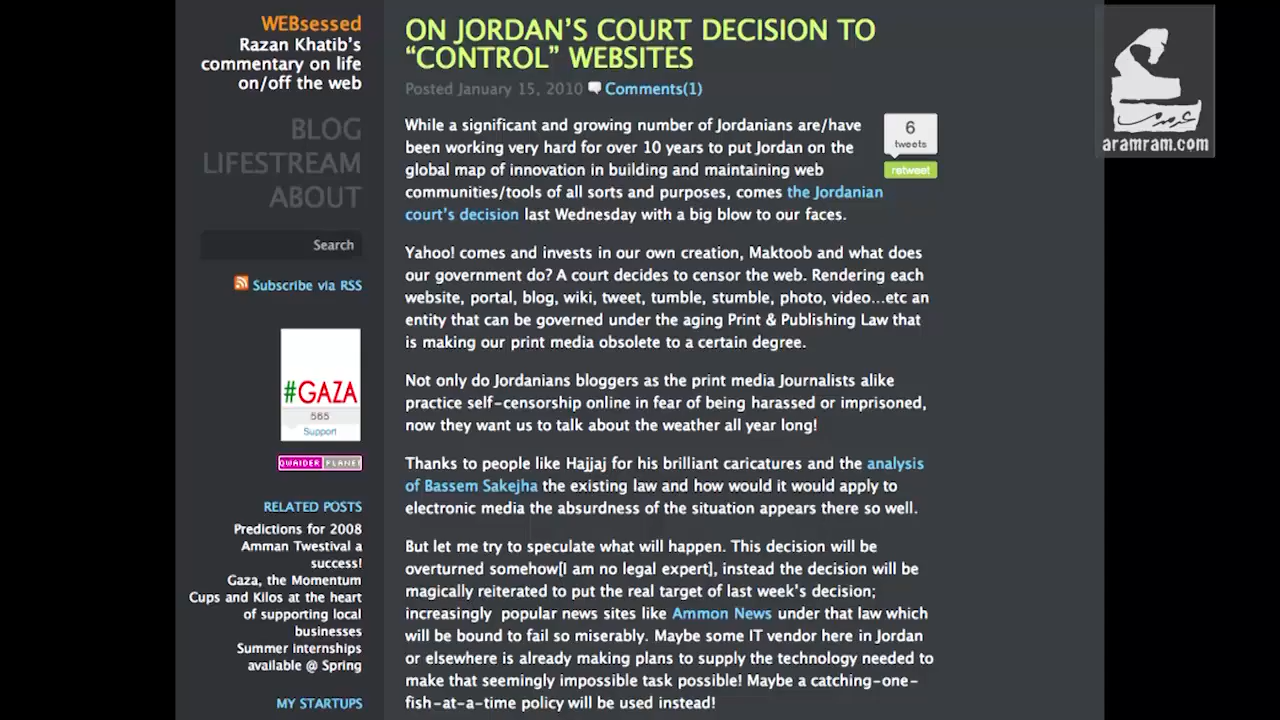 WEBsessed
Razan Khatib's
commentary on life
on/off the web
BLOG
LIFESTREAM
ABOUT
Search
Subscribe via RSS
#GAZA
565
Support
QWAIDER PLANET
RELATED POSTS
Predictions for 2008
Amman Twestival a
success!
Gaza, the Momentum
Cups and Kilos at the heart
of supporting local
businesses
Summer internships
available @ Spring
MY STARTUPS
ON JORDAN'S COURT DECISION TO
“CONTROL” WEBSITES
Posted January 15, 2010 Comments(1)
While a significant and growing number of Jordanians are/have
been working very hard for over 10 years to put Jordan on the
global map of innovation in building and maintaining web
communities/tools of all sorts and purposes, comes the Jordanian
court's decision last Wednesday with a big blow to our faces.
6
tweets
retweet
Yahoo! comes and invests in our own creation, Maktoob and what does
our government do? A court decides to censor the web. Rendering each
website, portal, blog, wiki, tweet, tumble, stumble, photo, video...etc an
entity that can be governed under the aging Print & Publishing Law that
is making our print media obsolete to a certain degree.
Not only do Jordanians bloggers as the print media Journalists alike
practice self-censorship online in fear of being harassed or imprisoned,
now they want us to talk about the weather all year long!
Thanks to people like Hajjaj for his brilliant caricatures and the analysis
of Bassem Sakejha the existing law and how would it would apply to
electronic media the absurdness of the situation appears there so well.
But let me try to speculate what will happen. This decision will be
overturned somehow[I am no legal expert], instead the decision will be
magically reiterated to put the real target of last week's decision;
increasingly popular news sites like Ammon News under that law which
will be bound to fail so miserably. Maybe some IT vendor here in Jordan
or elsewhere is already making plans to supply the technology needed to
make that seemingly impossible task possible! Maybe a catching-one-
fish-at-a-time policy will be used instead!
aramram.com